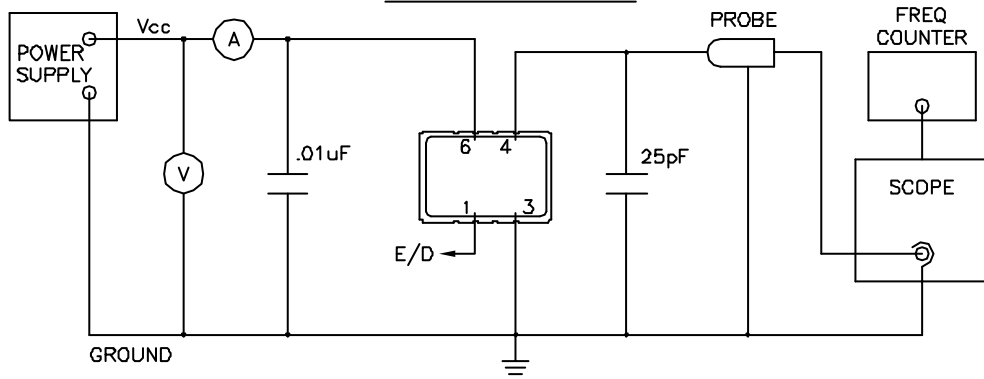 Vcc
POWER
SUPPLY
A
V
.01uF
6
4
1
3
E/D
25pF
PROBE
FREQ
COUNTER
SCOPE
GROUND